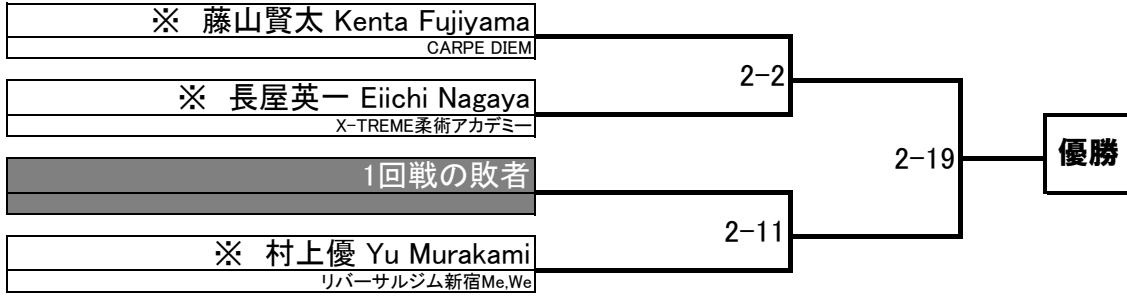 ※ 藤山賢太 Kenta Fujiyama
CARPE DIEM
2-2
※ 長屋英一 Eiichi Nagaya
X-TREME柔術アカデミー
2-19
優勝
1回戦の敗者
2-11
※ 村上優 Yu Murakami
リバーサルジム新宿Me,We